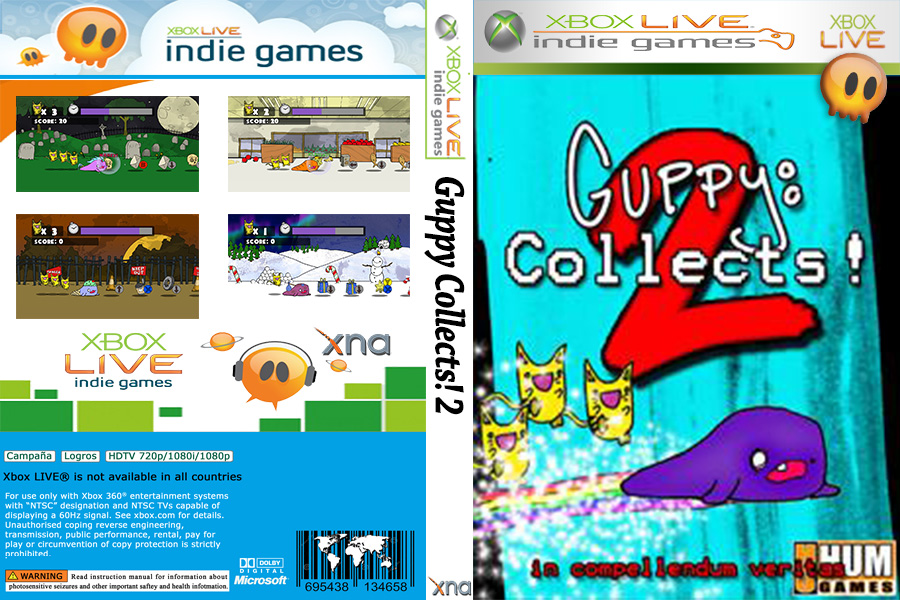 XBOX LIVE
indie games
X 3
SCORE: 20
X 2
SCORE: 20
X 3
SCORE: 0
KEEP OUT
X 1
SCORE: 0
XBOX
LIVE
indie games
xna
Campaña Logros HDTV 720p/1080i/1080p
Xbox LIVE® is not available in all countries
For use only with Xbox 360® entertainment systems
with “NTSC” designation and NTSC TVs capable of
displaying a 60Hz signal. See xbox.com for details.
Unauthorised coping reverse engineering,
transmission, public performance, rental, pay for
play or circumvention of copy protection is strictly
prohibited.
WARNING Read instruction manual for information about
photosensitive seizures and other important saftey and health infotmation.
DOLBY
DIGITAL
Microsoft
695438 134658
XBOX LIVE
indie games
Guppy Collects! 2
xna
XBOX LIVE
indie games
XBOX
LIVE
Guppy:
2
Collects!
in compellendum veritas
UHUM
GAMES